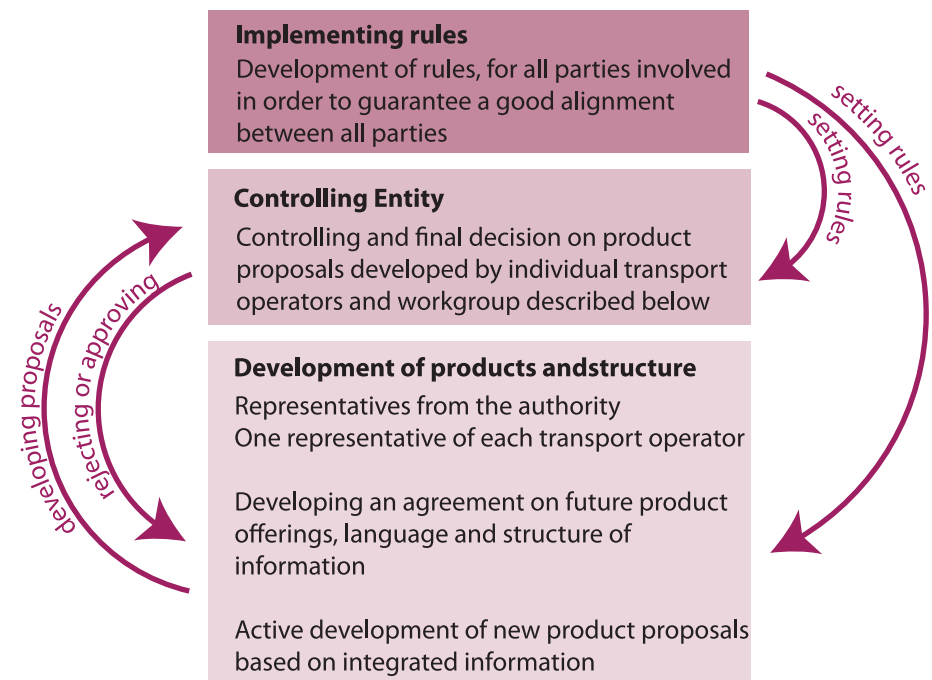 Implementing rules
Development of rules, for all parties involved
in order to guarantee a good alignment
between all parties
setting rules
setting rules
Controlling Entity
Controlling and final decision on product
proposals developed by individual transport
operators and workgroup described below
developing proposals
rejecting or approving
Development of products andstructure
Representatives from the authority
One representative of each transport operator
Developing an agreement on future product
offerings, language and structure of
information
Active development of new product proposals
based on integrated information